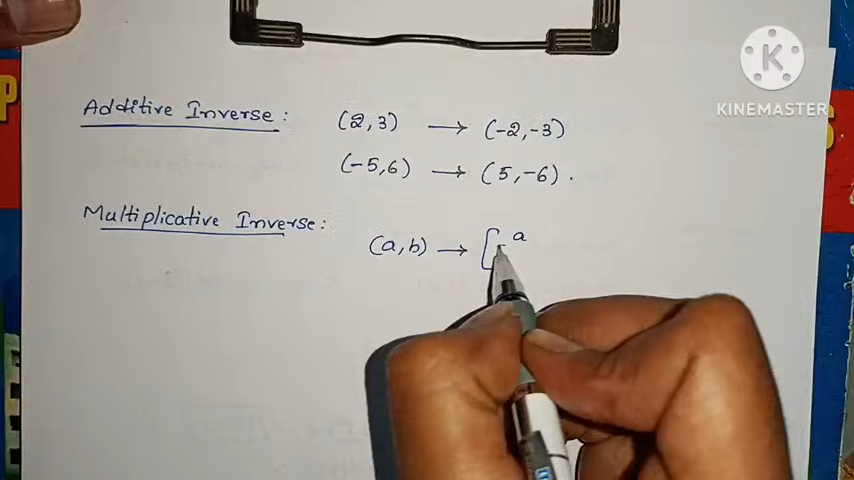 Additive Inverse : (2,3) → (-2,-3)
(-5,6) → (5,-6).
Multiplicative Inverse :
(a,b) → [ a
KINEMASTER